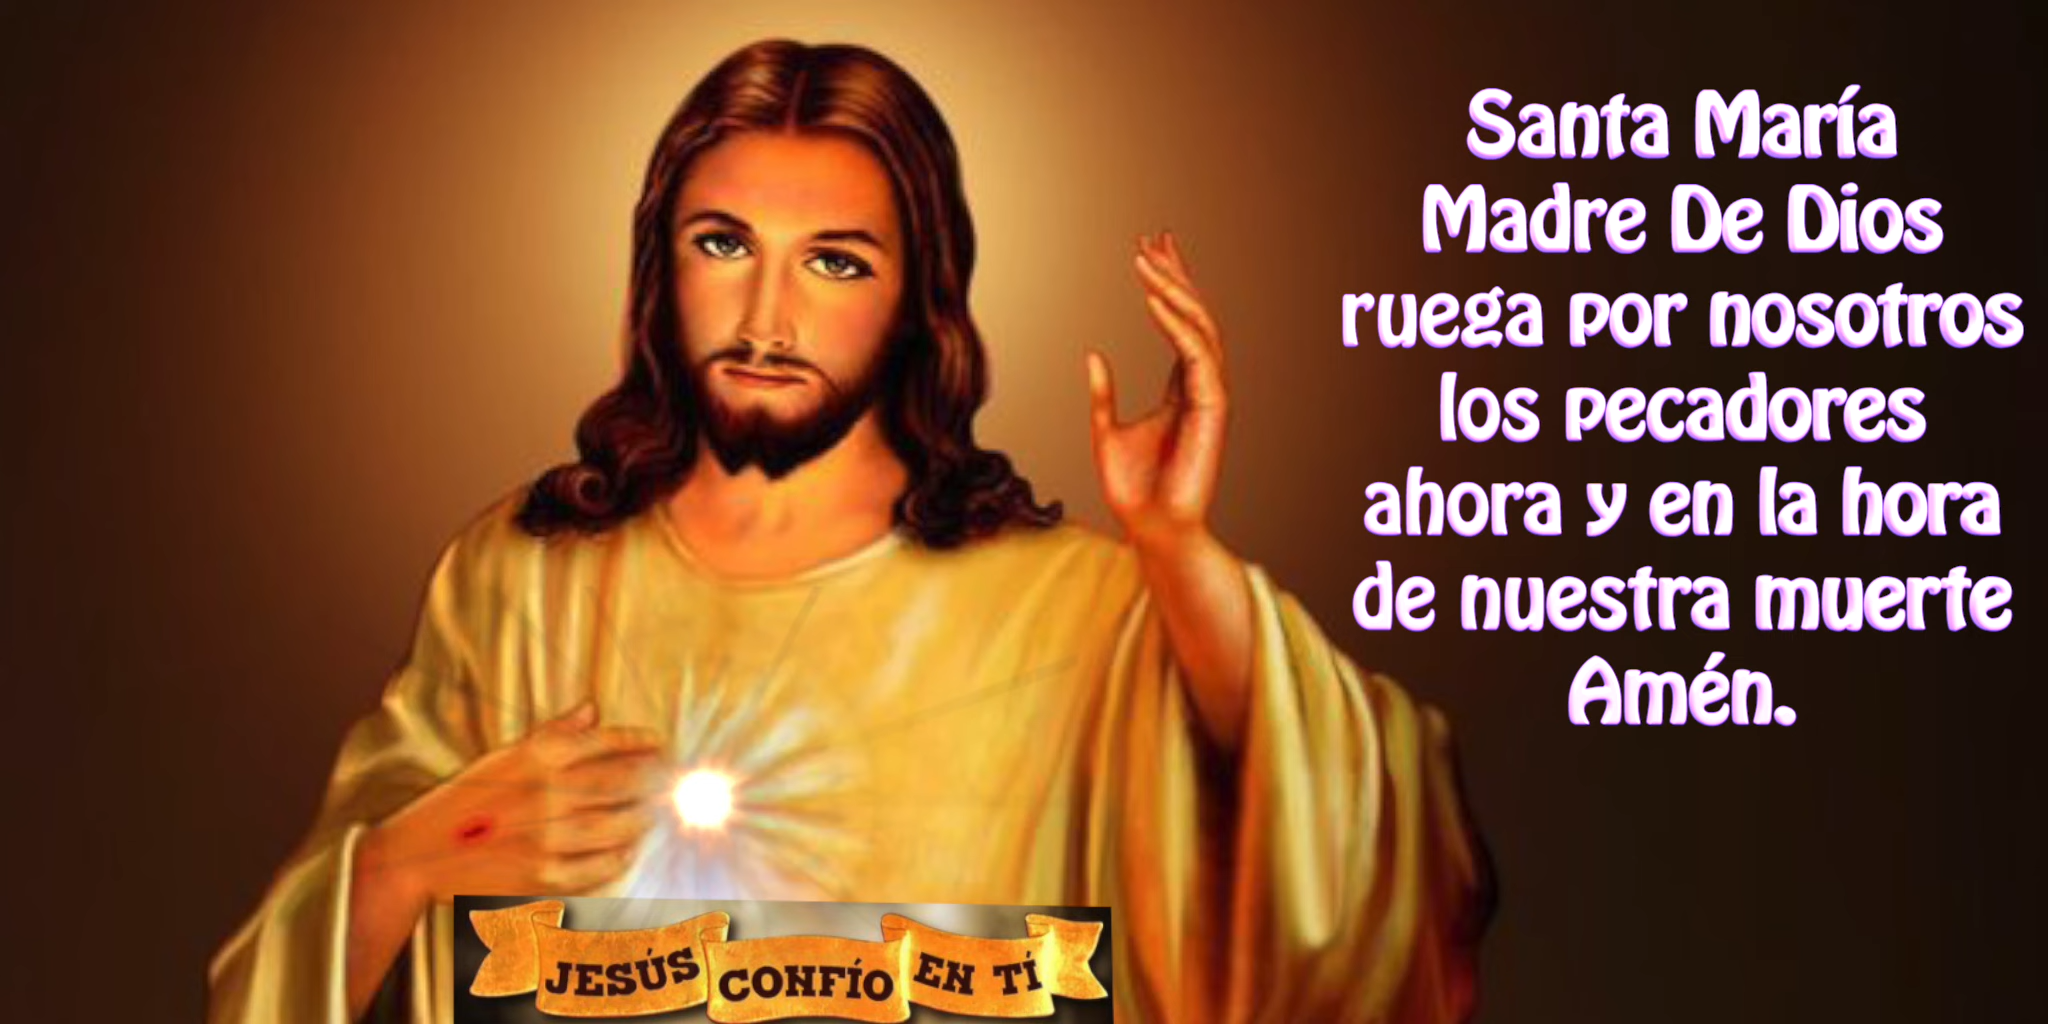 Santa María
Madre De Dios
ruega por nosotros
los pecadores
ahora y en la hora
de nuestra muerte
Amén.
JESÚS CONFÍO EN TÍ